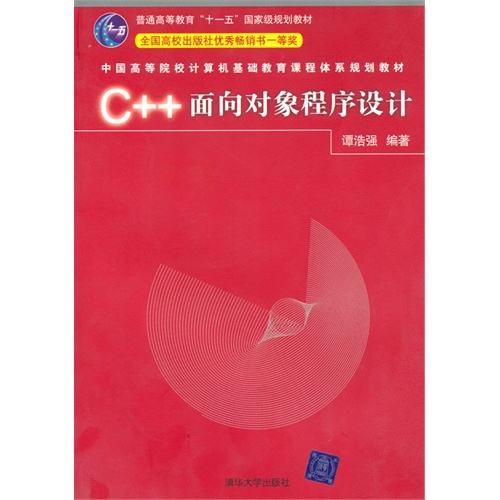 普通高等教育“十一五”国家级规划教材
十一五
全国高校出版社优秀畅销书一等奖
中国高等院校计算机基础教育课程体系规划教材
C++ 面向对象程序设计
谭浩强 编著
清华大学出版社